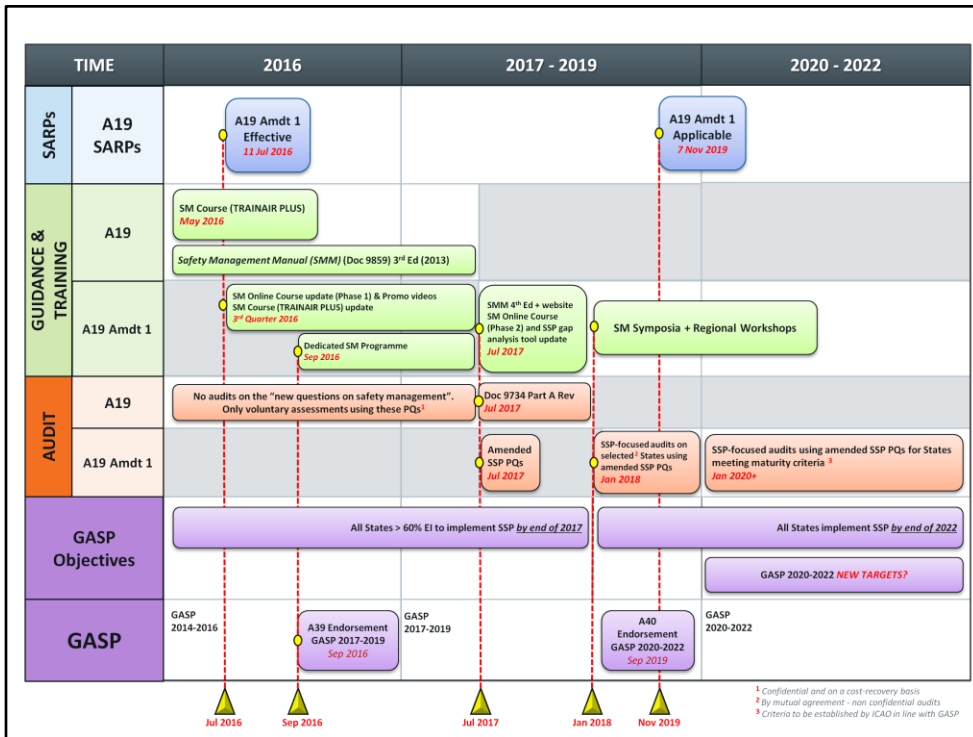 TIME
2016
2017 - 2019
2020 - 2022
SARPs
A19
SARPs
A19 Amdt 1
Effective
11 Jul 2016
A19 Amdt 1
Applicable
7 Nov 2019
GUIDANCE &
TRAINING
A19
SM Course (TRAINAIR PLUS)
May 2016
Safety Management Manual (SMM) (Doc 9859) 3rd Ed (2013)
A19 Amdt 1
SM Online Course update (Phase 1) & Promo videos
SM Course (TRAINAIR PLUS) update
3rd Quarter 2016
Dedicated SM Programme
Sep 2016
SMM 4th Ed + website
SM Online Course
(Phase 2) and SSP gap
analysis tool update
Jul 2017
SM Symposia + Regional Workshops
AUDIT
A19
No audits on the “new questions on safety management”.
Only voluntary assessments using these PQs1
Doc 9734 Part A Rev
Jul 2017
A19 Amdt 1
Amended
SSP PQs
Jul 2017
SSP-focused audits on
selected2 States using
amended SSP PQs
Jan 2018
SSP-focused audits using amended SSP PQs for States
meeting maturity criteria 3
Jan 2020+
GASP
Objectives
All States > 60% EI to implement SSP by end of 2017
All States implement SSP by end of 2022
GASP 2020-2022 NEW TARGETS?
GASP
GASP
2014-2016
A39 Endorsement
GASP 2017-2019
Sep 2016
GASP
2017-2019
A40
Endorsement
GASP 2020-2022
Sep 2019
GASP
2020-2022
Jul 2016
Sep 2016
Jul 2017
Jan 2018
Nov 2019
1 Confidential and on a cost-recovery basis
2 By mutual agreement - non confidential audits
3 Criteria to be established by ICAO in line with GASP